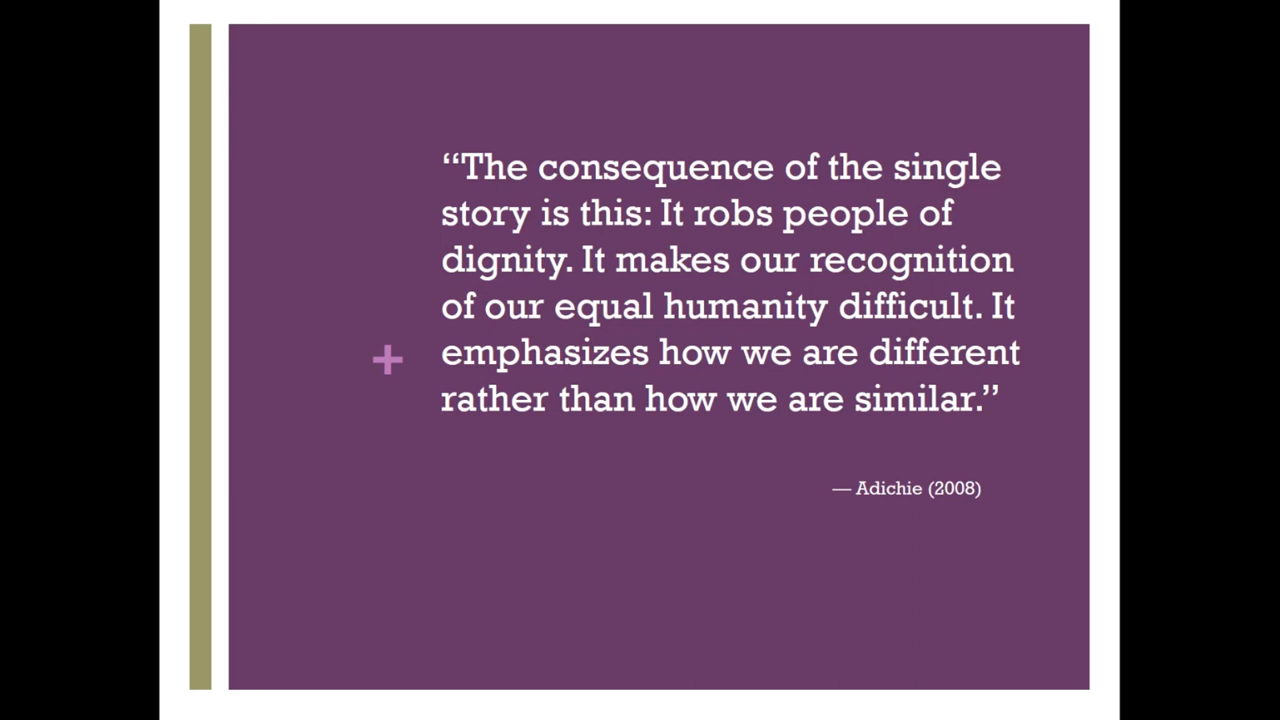 “The consequence of the single
story is this: It robs people of
dignity. It makes our recognition
of our equal humanity difficult. It
emphasizes how we are different
rather than how we are similar.”
— Adichie (2008)
+